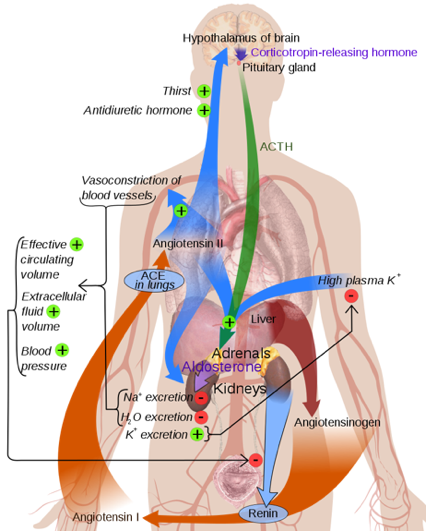 Hypothalamus of brain
Corticotropin-releasing hormone
Pituitary gland
Thirst +
Antidiuretic hormone +
ACTH
Vasoconstriction of
blood vessels
+
Angiotensin II
ACE
in lungs
Effective +
circulating
volume
Extracellular
fluid +
volume
Blood +
pressure
High plasma K⁺
-
+
Liver
Adrenals
Aldosterone
Kidneys
Na⁺ excretion -
H₂O excretion -
K⁺ excretion +
Angiotensinogen
-
Renin
Angiotensin I